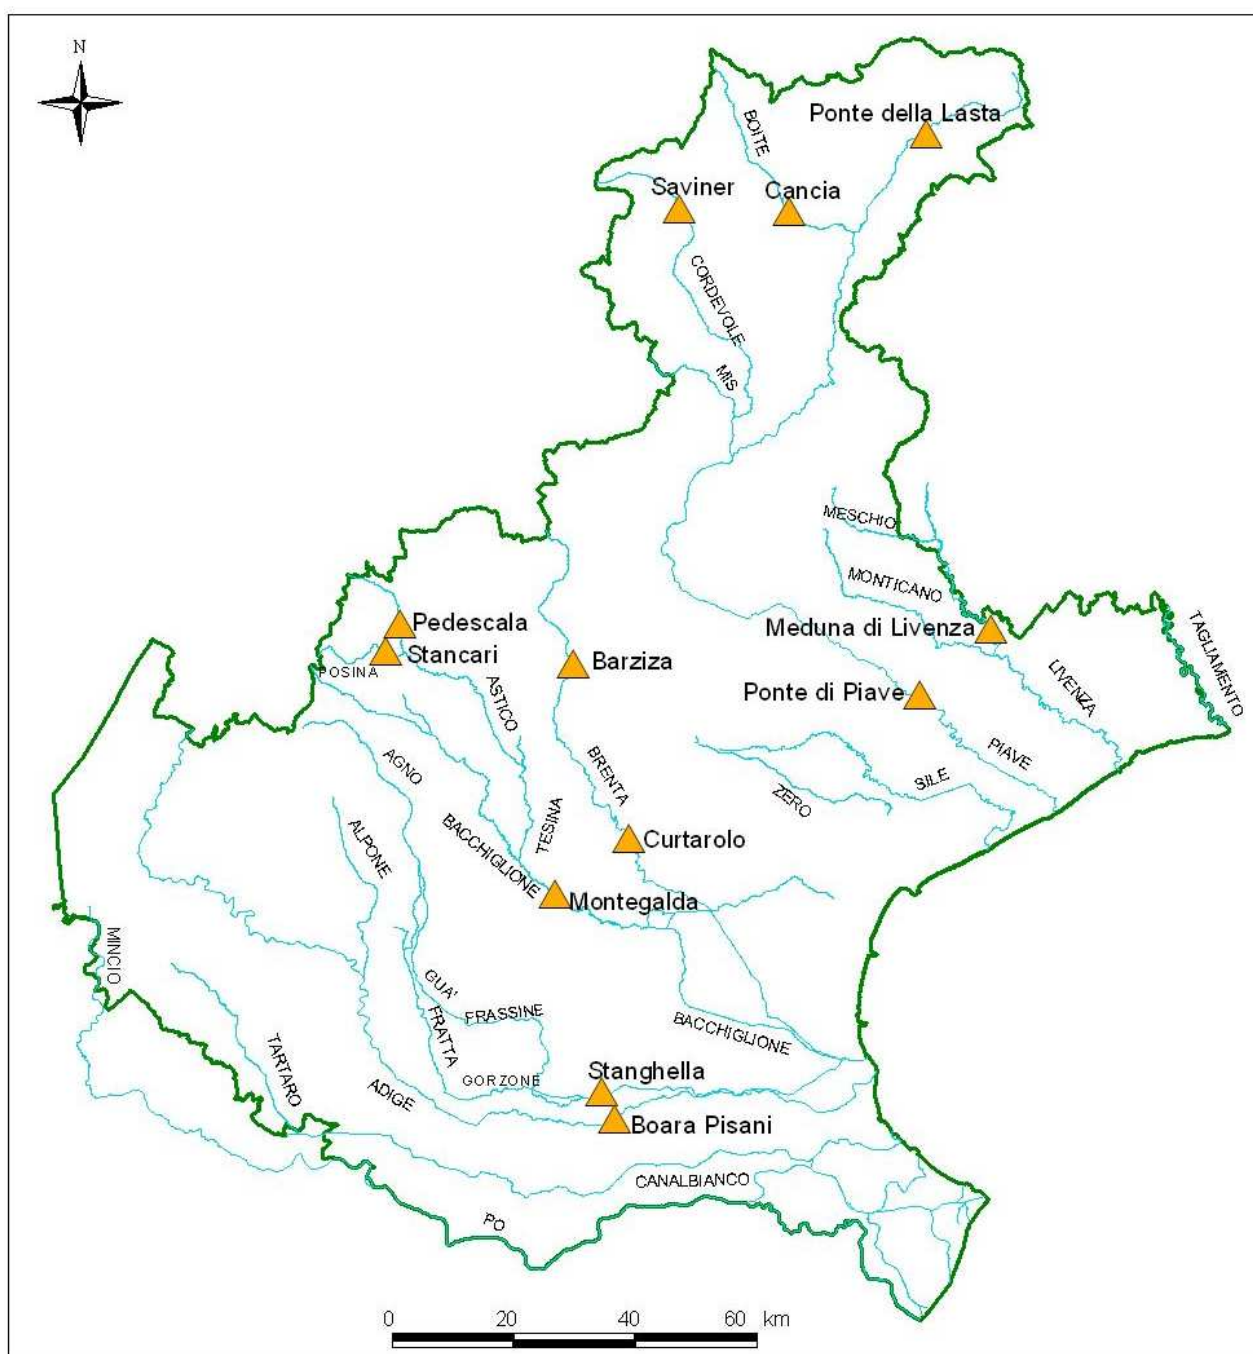 N
Ponte della Lasta
BOITE
Saviner
Cancia
CORDEVOLE
MIS
MESCHIO
MONTICANO
Pedescala
Stancari
POSINA
Barziza
Meduna di Livenza
TAGLIAMENTO
ASTICO
Ponte di Piave
LIVENZA
AGNO
BRENTA
PIAVE
SILE
ZERO
ALPONE
TESINA
BACCHIGLIONE
Curtarolo
Montegalda
MINCIO
GUA'
FRASSINE
FRATTA
BACCHIGLIONE
TARTARO
Stanghella
GORZONE
ADIGE
Boara Pisani
CANALBIANCO
PO
0 20 40 60 km